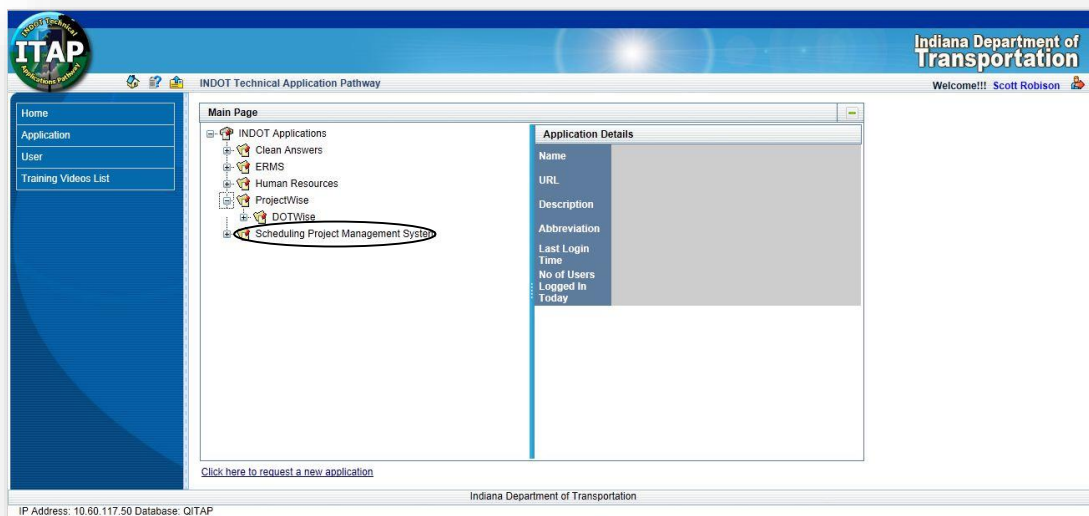 INDOT Technical
ITAP
Applications Pathway
Indiana Department of
Transportation
INDOT Technical Application Pathway
Welcome!!! Scott Robison
Home
Application
User
Training Videos List
Main Page
INDOT Applications
Clean Answers
ERMS
Human Resources
ProjectWise
DOTWise
Scheduling Project Management System
Application Details
Name
URL
Description
Abbreviation
Last Login
Time
No of Users
Logged In
Today
Click here to request a new application
Indiana Department of Transportation
IP Address: 10.60.117.50 Database: QITAP